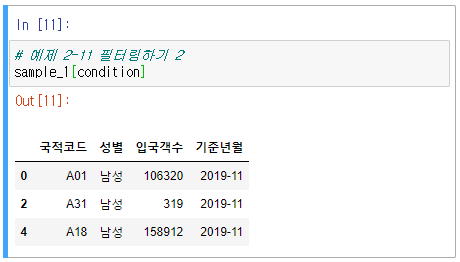 In [11]:
# 예제 2-11 필터링하기 2
sample_1[condition]
Out[11]:
국적코드 성별 입국객수 기준년월
0 A01 남성 106320 2019-11
2 A31 남성 319 2019-11
4 A18 남성 158912 2019-11